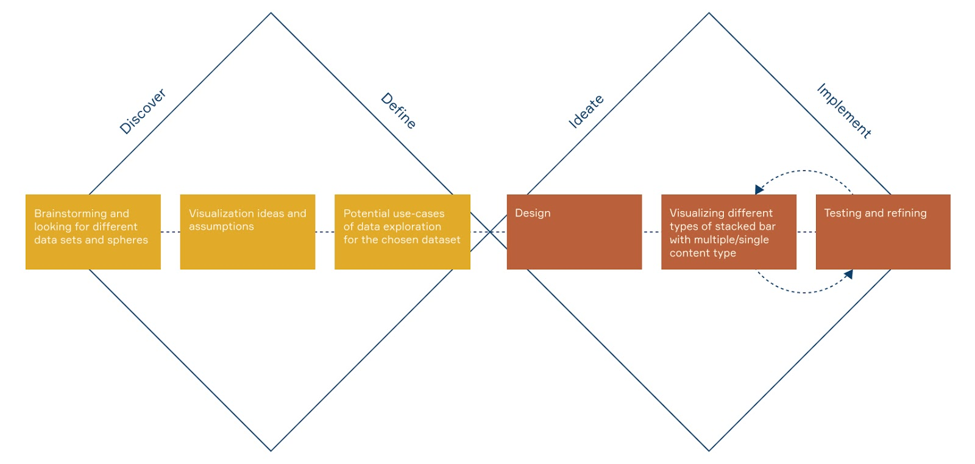 Discover
Define
Ideate
Implement
Brainstorming and
looking for different
data sets and spheres
Visualization ideas and
assumptions
Potential use-cases
of data exploration
for the chosen dataset
Design
Visualizing different
types of stacked bar
with multiple/single
content type
Testing and refining